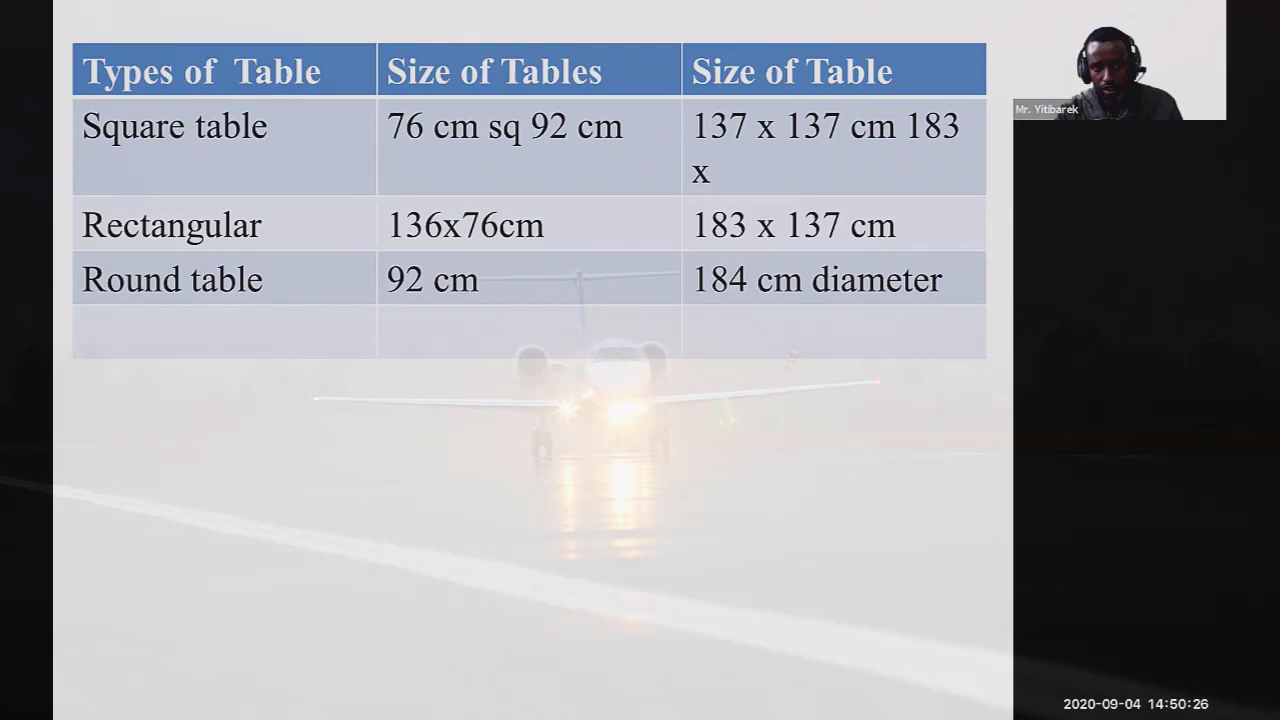 Types of Table Size of Tables Size of Table
Square table 76 cm sq 92 cm 137 x 137 cm 183
x
Rectangular 136x76cm 183 x 137 cm
Round table 92 cm 184 cm diameter
Mr. Yitibarek
2020-09-04 14:50:26